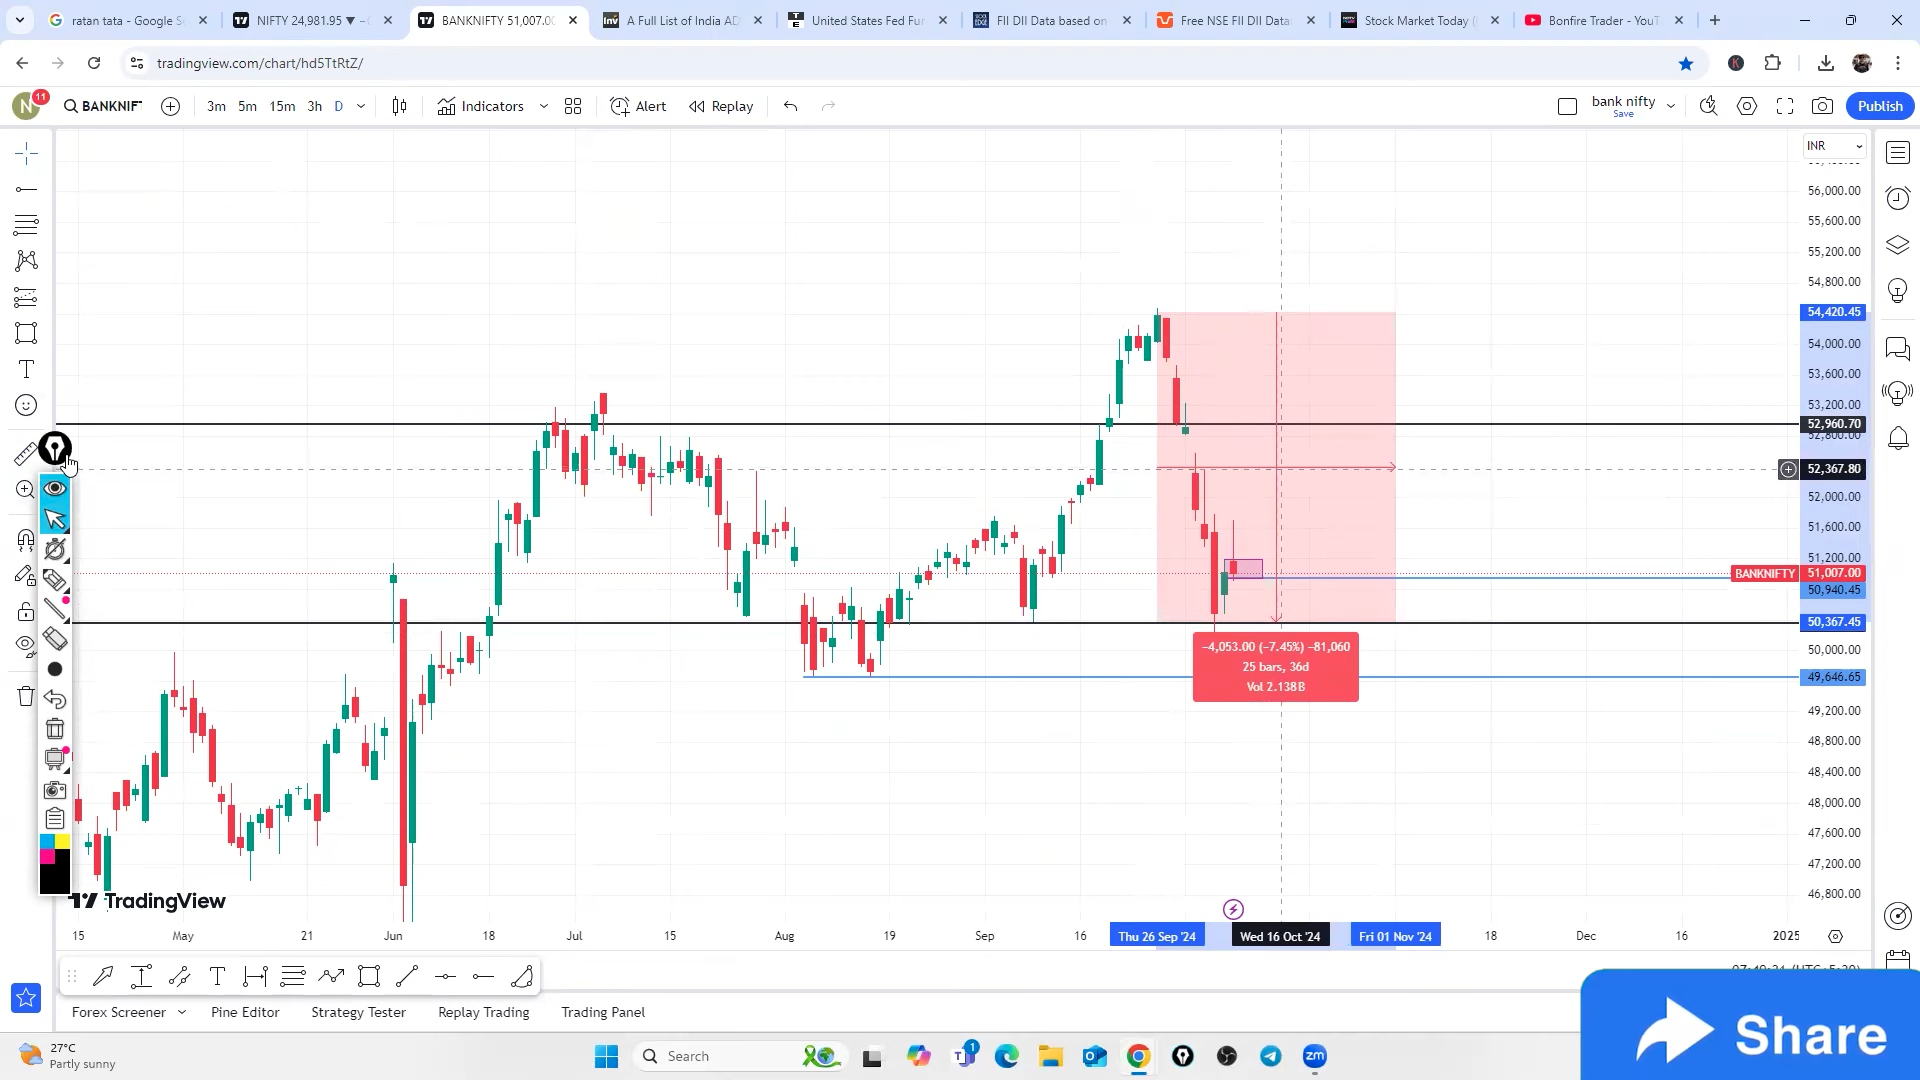 ratan tata - Google Se
NIFTY 24,981.95 ▼ −
BANKNIFTY 51,007.00
A Full List of India AD
United States Fed Fun
FII DII Data based on
Free NSE FII DII Data
Stock Market Today (
Bonfire Trader - YouT
tradingview.com/chart/hd5TtRtZ/
N
11
BANKNIF
3m 5m 15m 3h D
Indicators
Alert
Replay
bank nifty
Save
Publish
INR
56,000.00
55,600.00
55,200.00
54,800.00
54,420.45
54,000.00
53,600.00
53,200.00
52,960.70
52,800.00
52,367.80
52,000.00
51,600.00
51,200.00
BANKNIFTY 51,007.00
50,940.45
50,367.45
50,000.00
49,646.65
49,200.00
48,800.00
48,400.00
48,000.00
47,600.00
47,200.00
46,800.00
−4,053.00 (−7.45%) −81,060
25 bars, 36d
Vol 2.138B
TradingView
15 May 21 Jun 18 Jul 15 Aug 19 Sep 16 Thu 26 Sep '24 Wed 16 Oct '24 Fri 01 Nov '24 18 Dec 16 2025
Forex Screener Pine Editor Strategy Tester Replay Trading Trading Panel
Share
27°C
Partly sunny
Search
1
zm